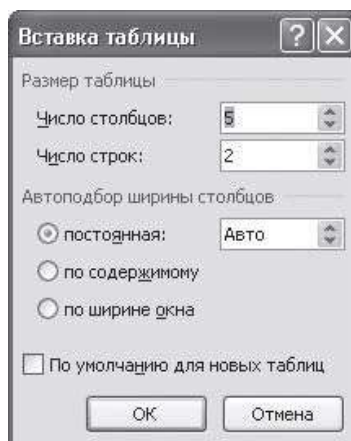 Вставка таблицы
Размер таблицы
Число столбцов: 5
Число строк: 2
Автоподбор ширины столбцов
постоянная: Авто
по содержимому
по ширине окна
По умолчанию для новых таблиц
ОК Отмена